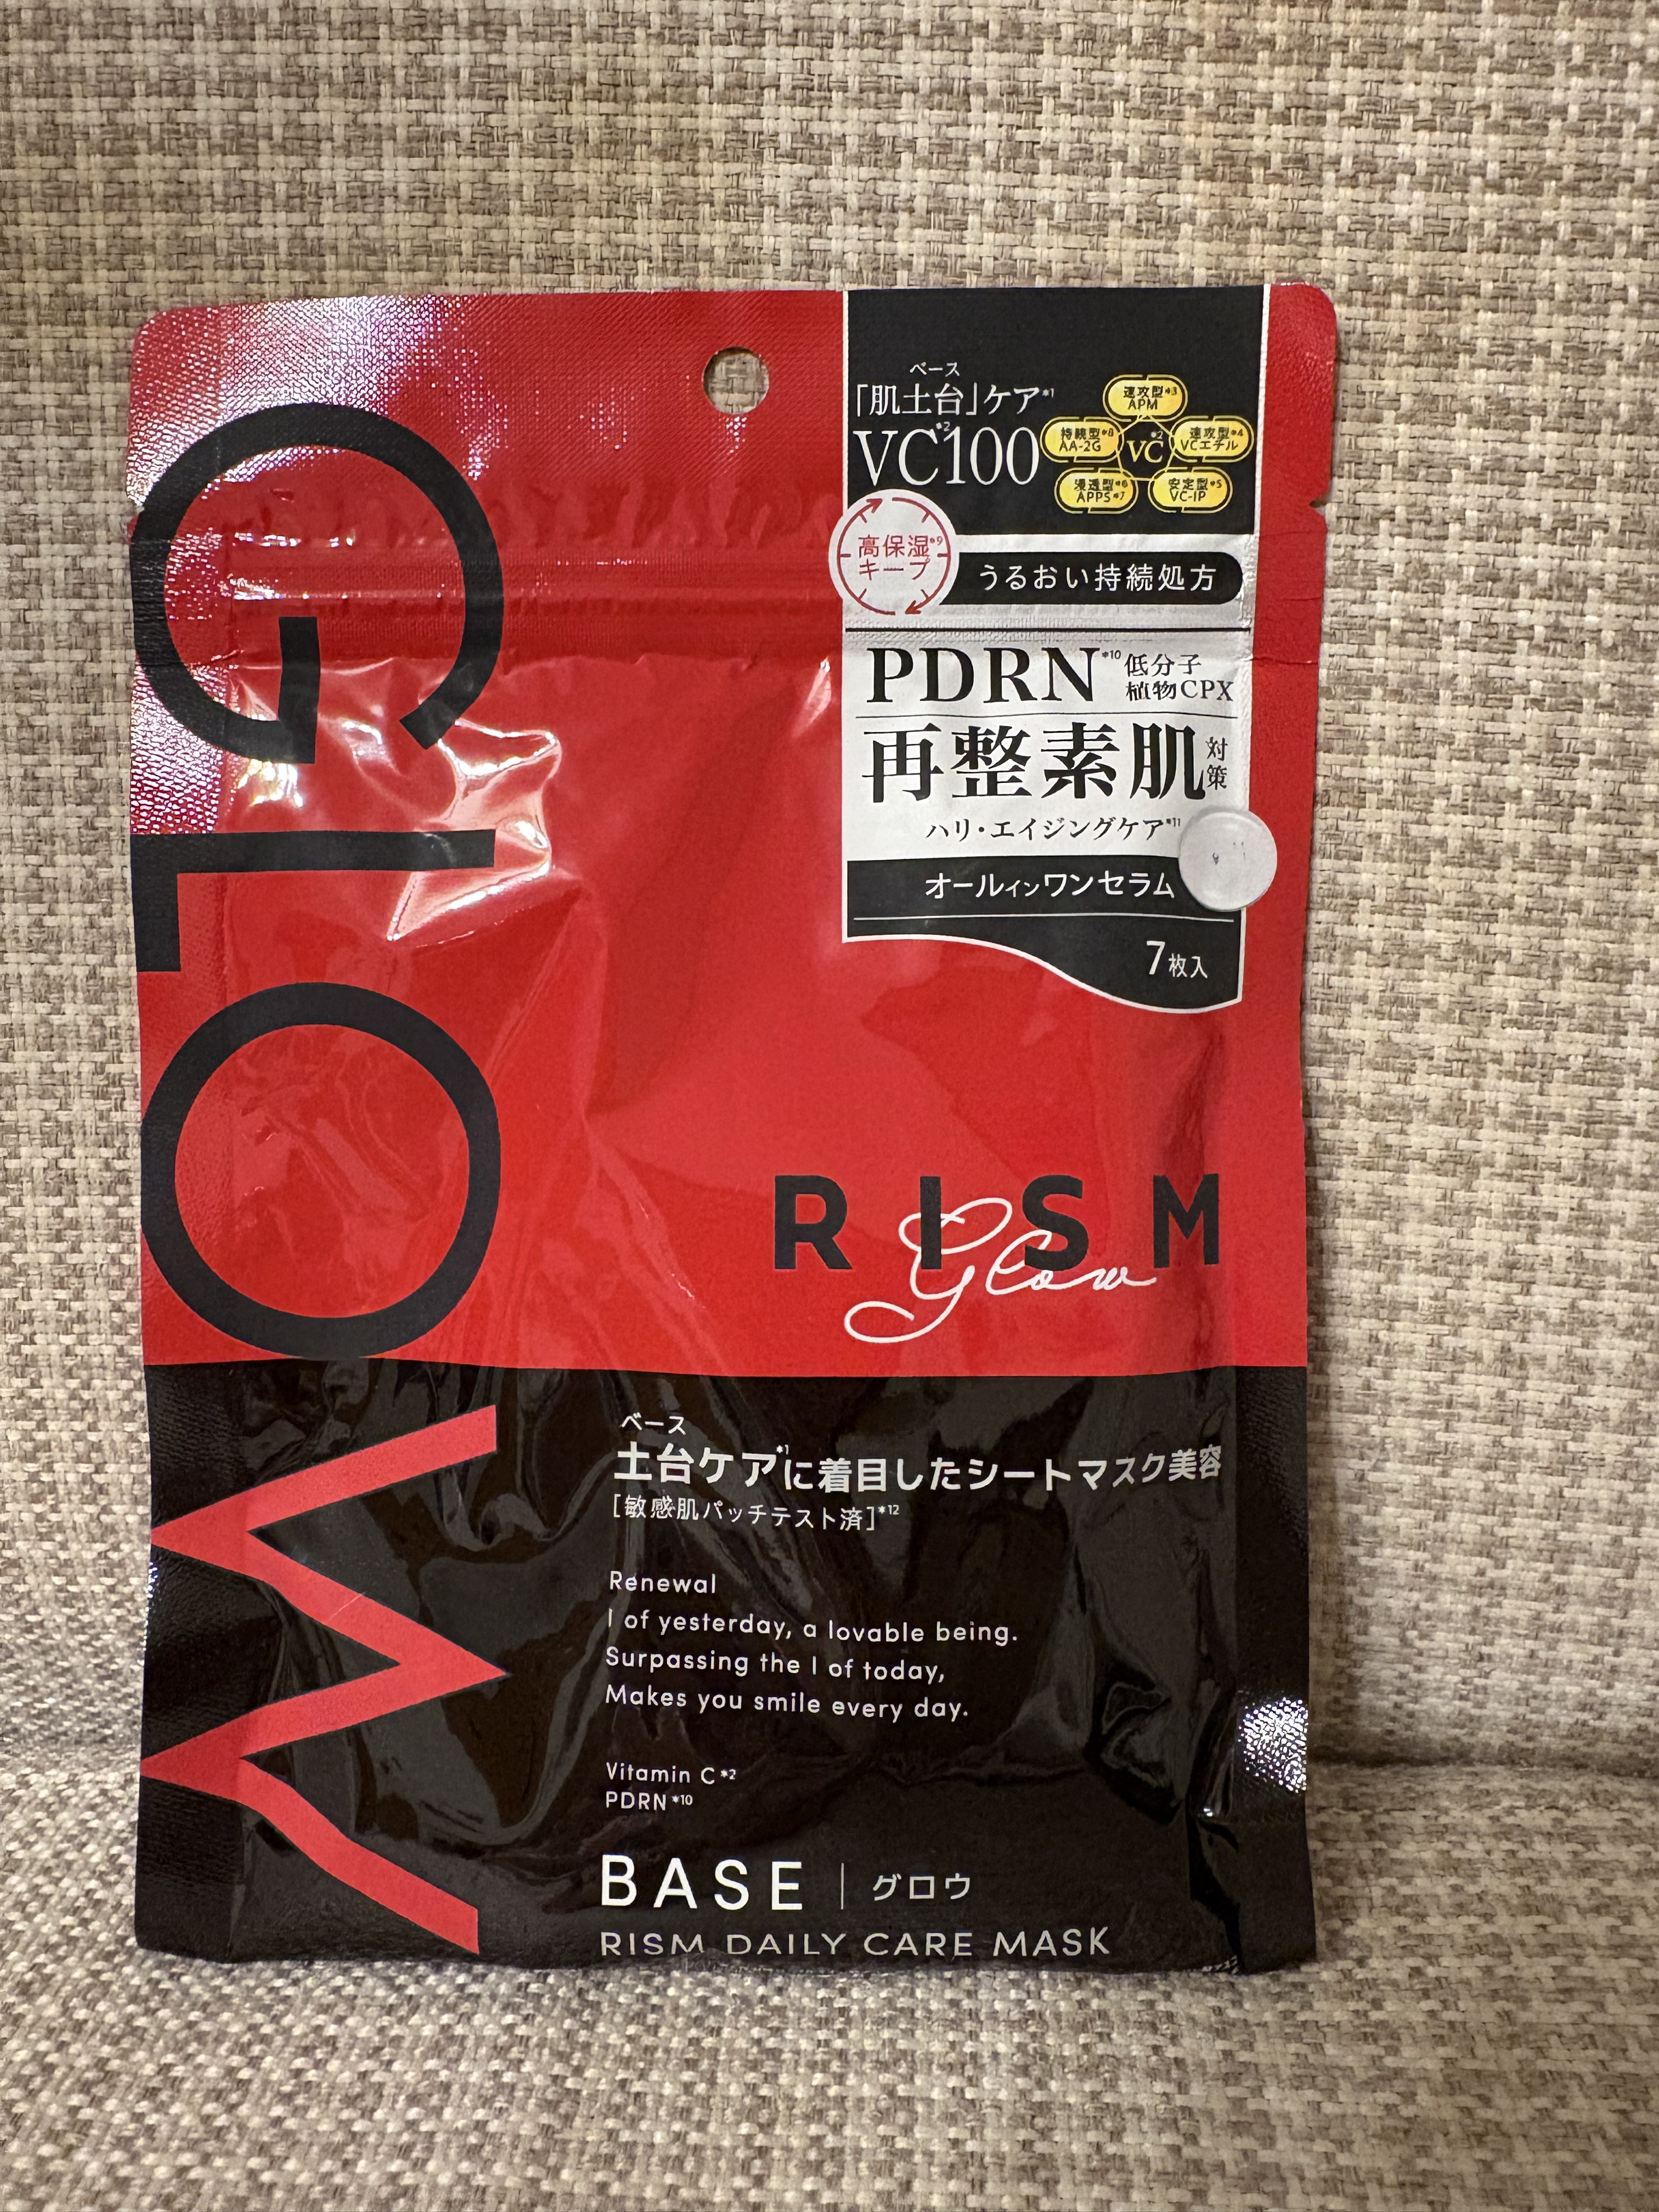 GLOW
ベース
「肌土台」ケア*1
VC*2100
速攻型*3
APM
持続型*8
AA-2G
VC*2
速攻型*4
VCエチル
浸透型*6
APPS*7
安定型*5
VC-IP
高保湿*9
キープ
うるおい持続処方
PDRN*10 低分子
植物CPX
再整素肌 対策
ハリ・エイジングケア*11
オールインワンセラム
7枚入
RISM
Glow
ベース
土台ケア*1に着目したシートマスク美容
[敏感肌パッチテスト済]*12
Renewal
I of yesterday, a lovable being.
Surpassing the I of today,
Makes you smile every day.
Vitamin C*2
PDRN*10
BASE | グロウ
RISM DAILY CARE MASK